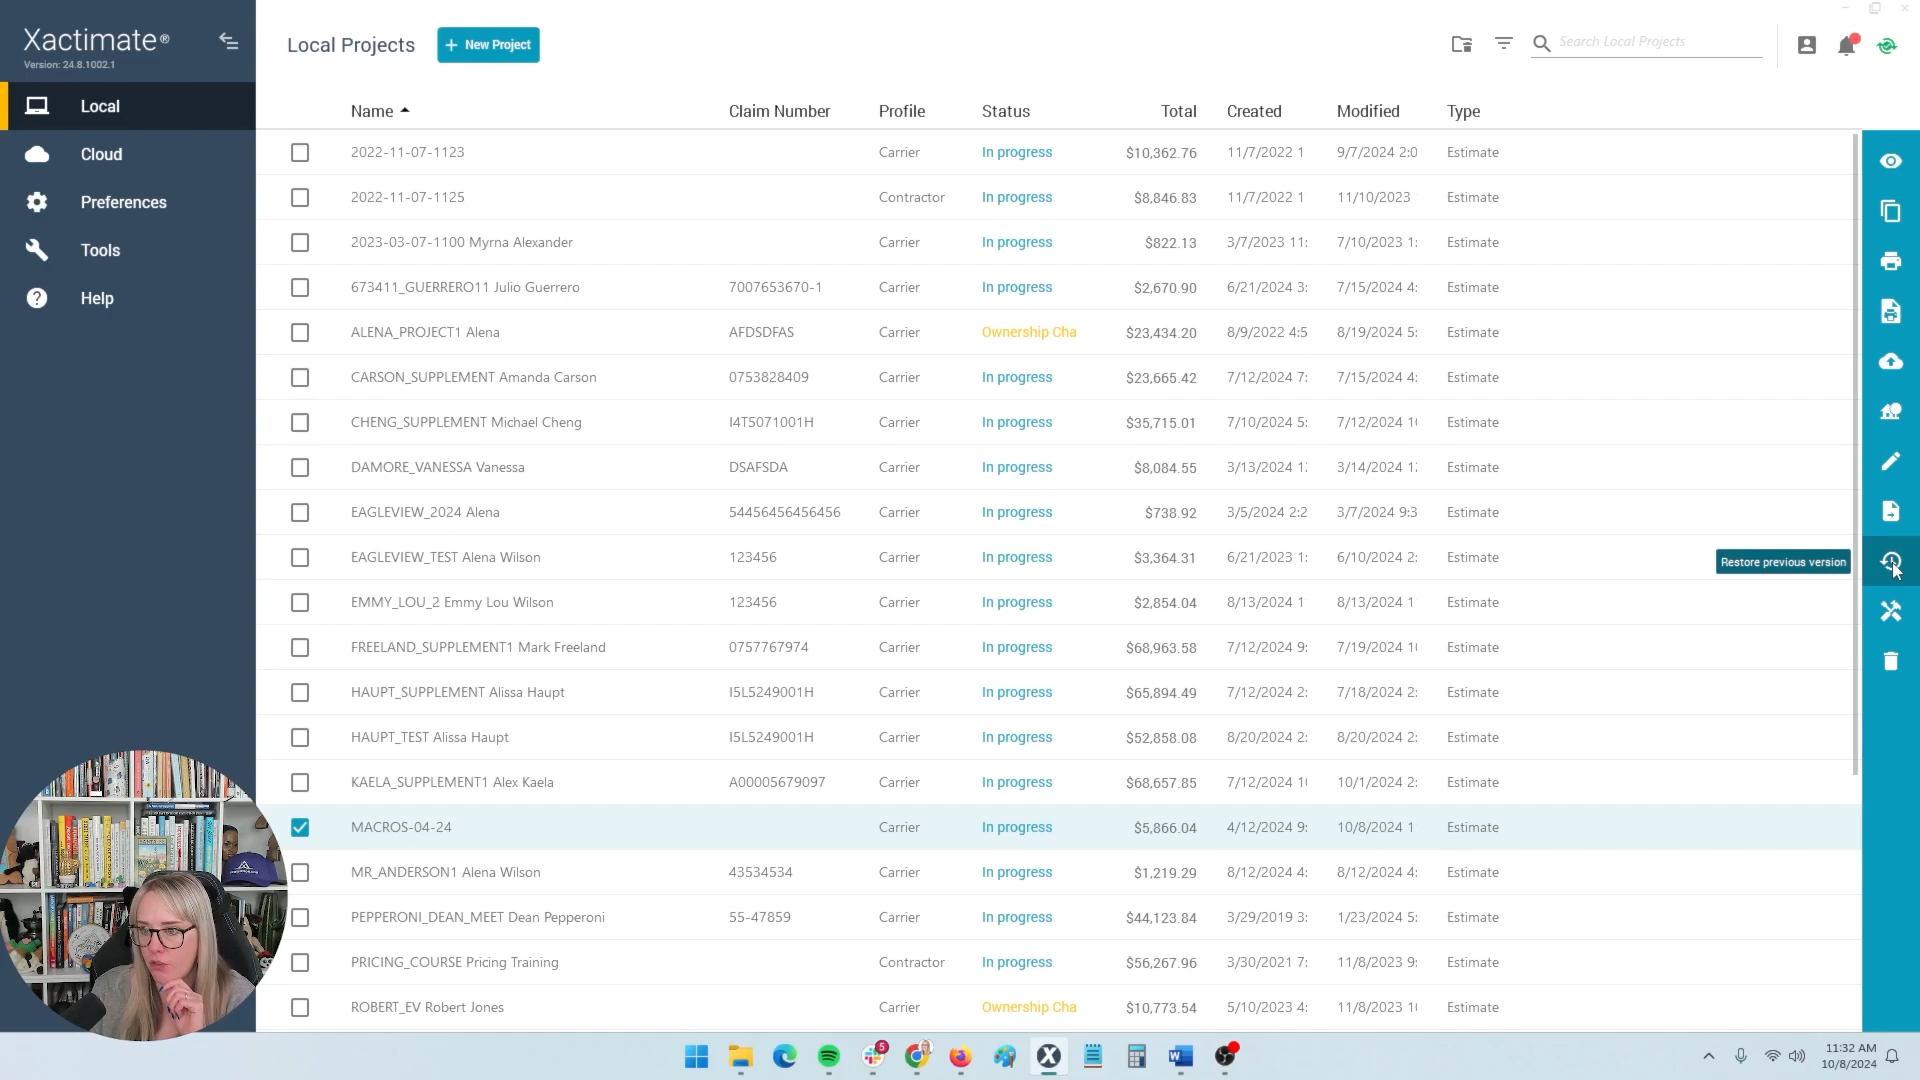 Xactimate®
Version: 24.8.1002.1
Local
Cloud
Preferences
Tools
Help
Local Projects
+ New Project
Search Local Projects
Name Claim Number Profile Status Total Created Modified Type
2022-11-07-1123 Carrier In progress $10,362.76 11/7/2022 1 9/7/2024 2:0 Estimate
2022-11-07-1125 Contractor In progress $8,846.83 11/7/2022 1 11/10/2023 Estimate
2023-03-07-1100 Myrna Alexander Carrier In progress $822.13 3/7/2023 11: 7/10/2023 1: Estimate
673411_GUERRERO11 Julio Guerrero 7007653670-1 Carrier In progress $2,670.90 6/21/2024 3: 7/15/2024 4: Estimate
ALENA_PROJECT1 Alena AFDSDFAS Carrier Ownership Cha $23,434.20 8/9/2022 4:5 8/19/2024 5: Estimate
CARSON_SUPPLEMENT Amanda Carson 0753828409 Carrier In progress $23,665.42 7/12/2024 7: 7/15/2024 4: Estimate
CHENG_SUPPLEMENT Michael Cheng I4T5071001H Carrier In progress $35,715.01 7/10/2024 5: 7/12/2024 1 Estimate
DAMORE_VANESSA Vanessa DSAFSDA Carrier In progress $8,084.55 3/13/2024 1 3/14/2024 1 Estimate
EAGLEVIEW_2024 Alena 54456456456456 Carrier In progress $738.92 3/5/2024 2:2 3/7/2024 9:3 Estimate
EAGLEVIEW_TEST Alena Wilson 123456 Carrier In progress $3,364.31 6/21/2023 1: 6/10/2024 2: Estimate
Restore previous version
EMMY_LOU_2 Emmy Lou Wilson 123456 Carrier In progress $2,854.04 8/13/2024 1 8/13/2024 1 Estimate
FREELAND_SUPPLEMENT1 Mark Freeland 0757767974 Carrier In progress $68,963.58 7/12/2024 9: 7/19/2024 1 Estimate
HAUPT_SUPPLEMENT Alissa Haupt I5L5249001H Carrier In progress $65,894.49 7/12/2024 2: 7/18/2024 2: Estimate
HAUPT_TEST Alissa Haupt I5L5249001H Carrier In progress $52,858.08 8/20/2024 2: 8/20/2024 2: Estimate
KAELA_SUPPLEMENT1 Alex Kaela A00005679097 Carrier In progress $68,657.85 7/12/2024 1 10/1/2024 2: Estimate
MACROS-04-24 Carrier In progress $5,866.04 4/12/2024 9: 10/8/2024 1 Estimate
MR_ANDERSON1 Alena Wilson 43534534 Carrier In progress $1,219.29 8/12/2024 4: 8/12/2024 4: Estimate
PEPPERONI_DEAN_MEET Dean Pepperoni 55-47859 Carrier In progress $44,123.84 3/29/2019 3: 1/23/2024 5: Estimate
PRICING_COURSE Pricing Training Contractor In progress $56,267.96 3/30/2021 7: 11/8/2023 9: Estimate
ROBERT_EV Robert Jones Carrier Ownership Cha $10,773.54 5/10/2023 4: 11/8/2023 1 Estimate
5
11:32 AM
10/8/2024